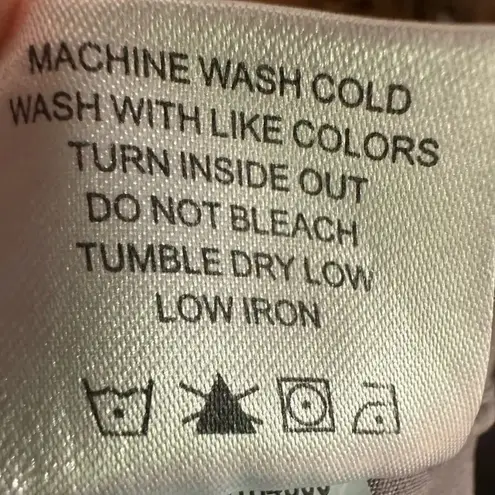 MACHINE WASH COLD
WASH WITH LIKE COLORS
TURN INSIDE OUT
DO NOT BLEACH
TUMBLE DRY LOW
LOW IRON